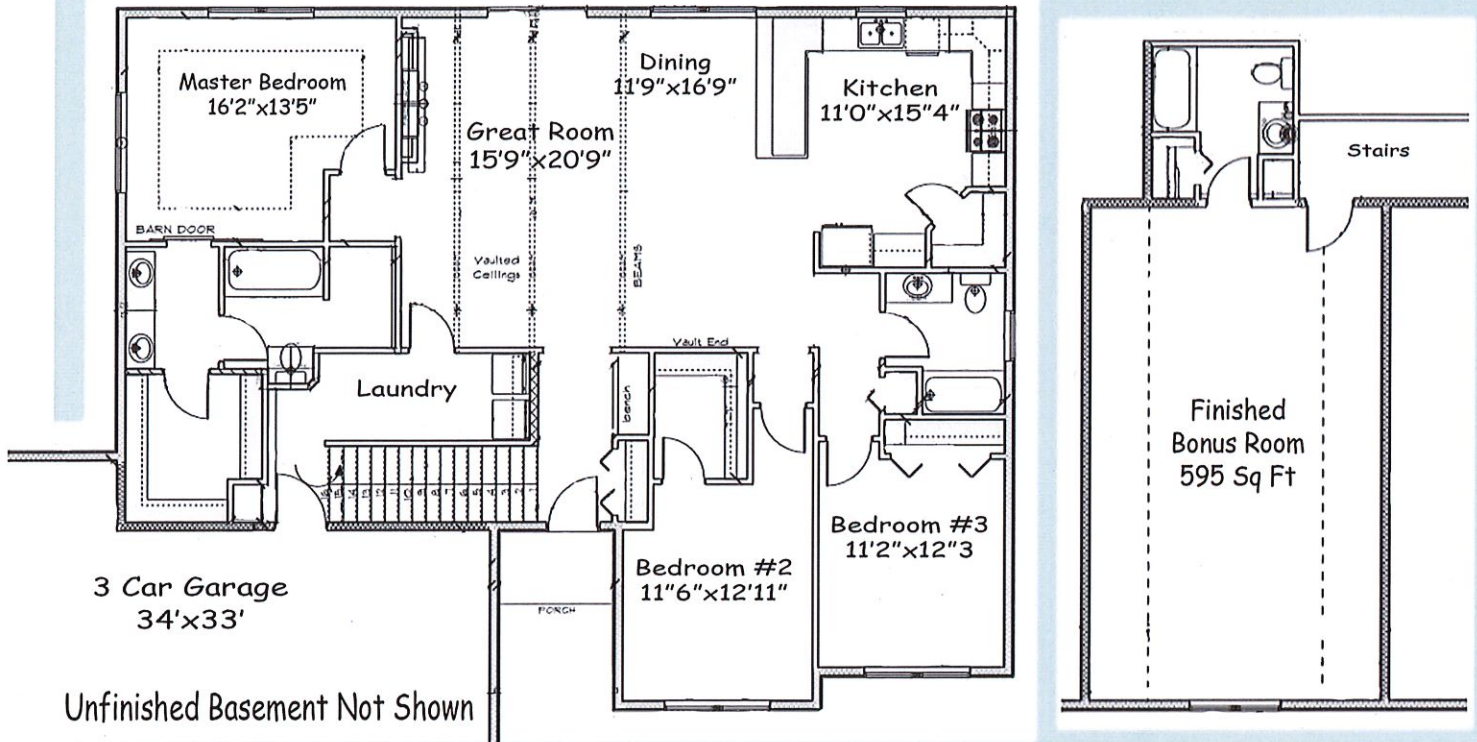 Master Bedroom
16'2"x13'5"
BARN DOOR
Great Room
15'9"x20'9"
Vaulted
Ceilings
BEAMS
Dining
11'9"x16'9"
Kitchen
11'0"x15"4"
Vault End
Laundry
bench
Bedroom #2
11"6"x12'11"
Bedroom #3
11'2"x12"3
PORCH
3 Car Garage
34'x33'
Unfinished Basement Not Shown
Stairs
Finished
Bonus Room
595 Sq Ft